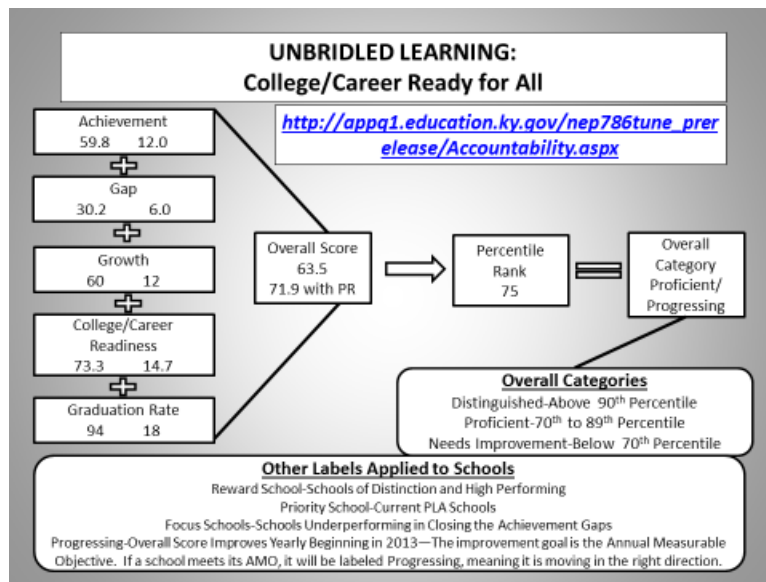 UNBRIDLED LEARNING:
College/Career Ready for All
http://appq1.education.ky.gov/nep786tune_prer
elease/Accountability.aspx
Achievement
59.8 12.0
Gap
30.2 6.0
Growth
60 12
College/Career
Readiness
73.3 14.7
Graduation Rate
94 18
Overall Score
63.5
71.9 with PR
Percentile
Rank
75
Overall
Category
Proficient/
Progressing
Overall Categories
Distinguished-Above 90th Percentile
Proficient-70th to 89th Percentile
Needs Improvement-Below 70th Percentile
Other Labels Applied to Schools
Reward School-Schools of Distinction and High Performing
Priority School-Current PLA Schools
Focus Schools-Schools Underperforming in Closing the Achievement Gaps
Progressing-Overall Score Improves Yearly Beginning in 2013—The improvement goal is the Annual Measurable
Objective. If a school meets its AMO, it will be labeled Progressing, meaning it is moving in the right direction.